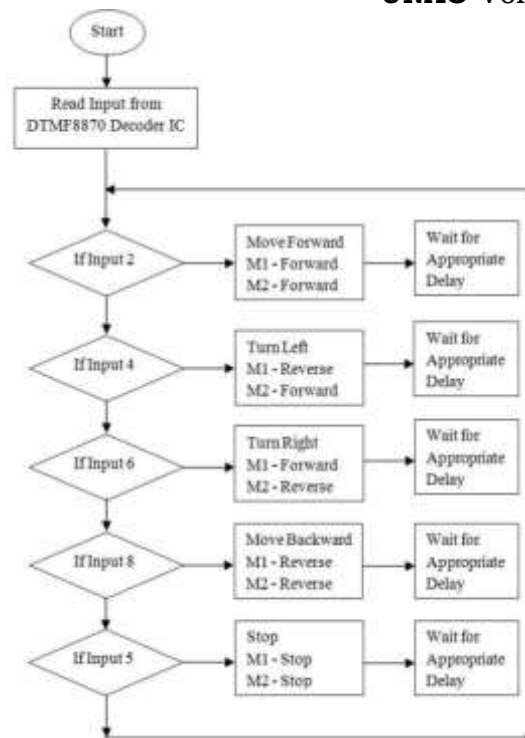 Start
Read Input from
DTMF8870 Decoder IC
If Input 2
Move Forward
M1 - Forward
M2 - Forward
Wait for
Appropriate
Delay
If Input 4
Turn Left
M1 - Reverse
M2 - Forward
Wait for
Appropriate
Delay
If Input 6
Turn Right
M1 - Forward
M2 - Reverse
Wait for
Appropriate
Delay
If Input 8
Move Backward
M1 - Reverse
M2 - Reverse
Wait for
Appropriate
Delay
If Input 5
Stop
M1 - Stop
M2 - Stop
Wait for
Appropriate
Delay